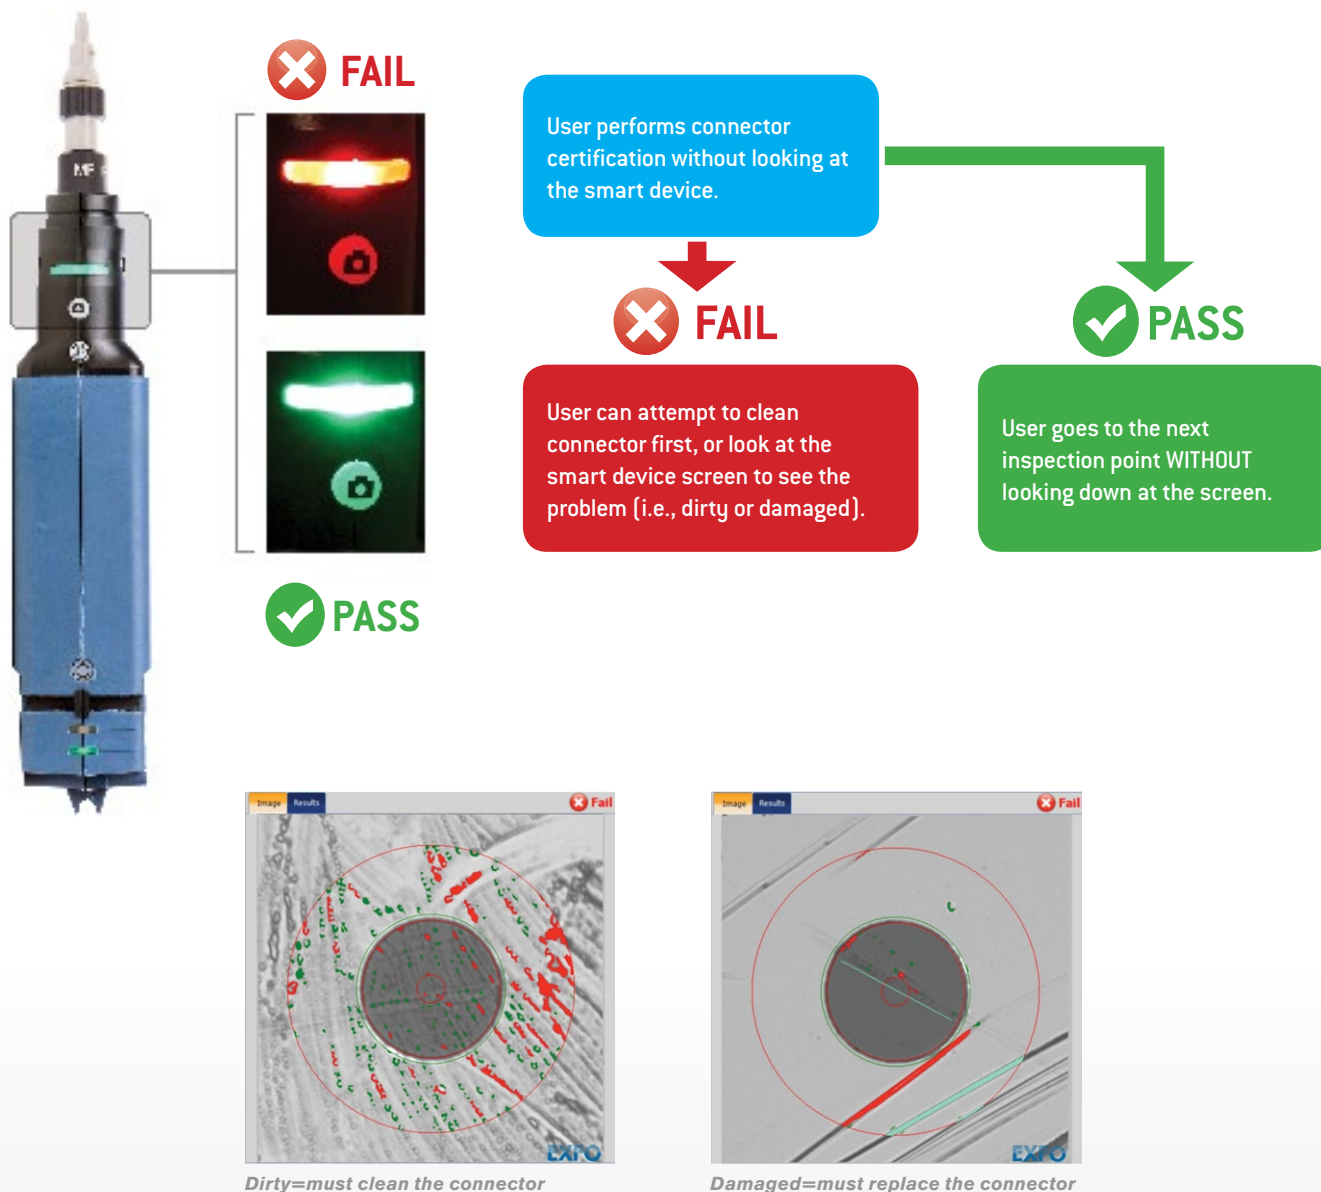 FAIL
User performs connector
certification without looking at
the smart device.
MF
FAIL
PASS
User can attempt to clean
connector first, or look at the
smart device screen to see the
problem (i.e., dirty or damaged).
User goes to the next
inspection point WITHOUT
looking down at the screen.
PASS
Image Results Fail
EXFO
Dirty=must clean the connector
Image Results Fail
EXFO
Damaged=must replace the connector